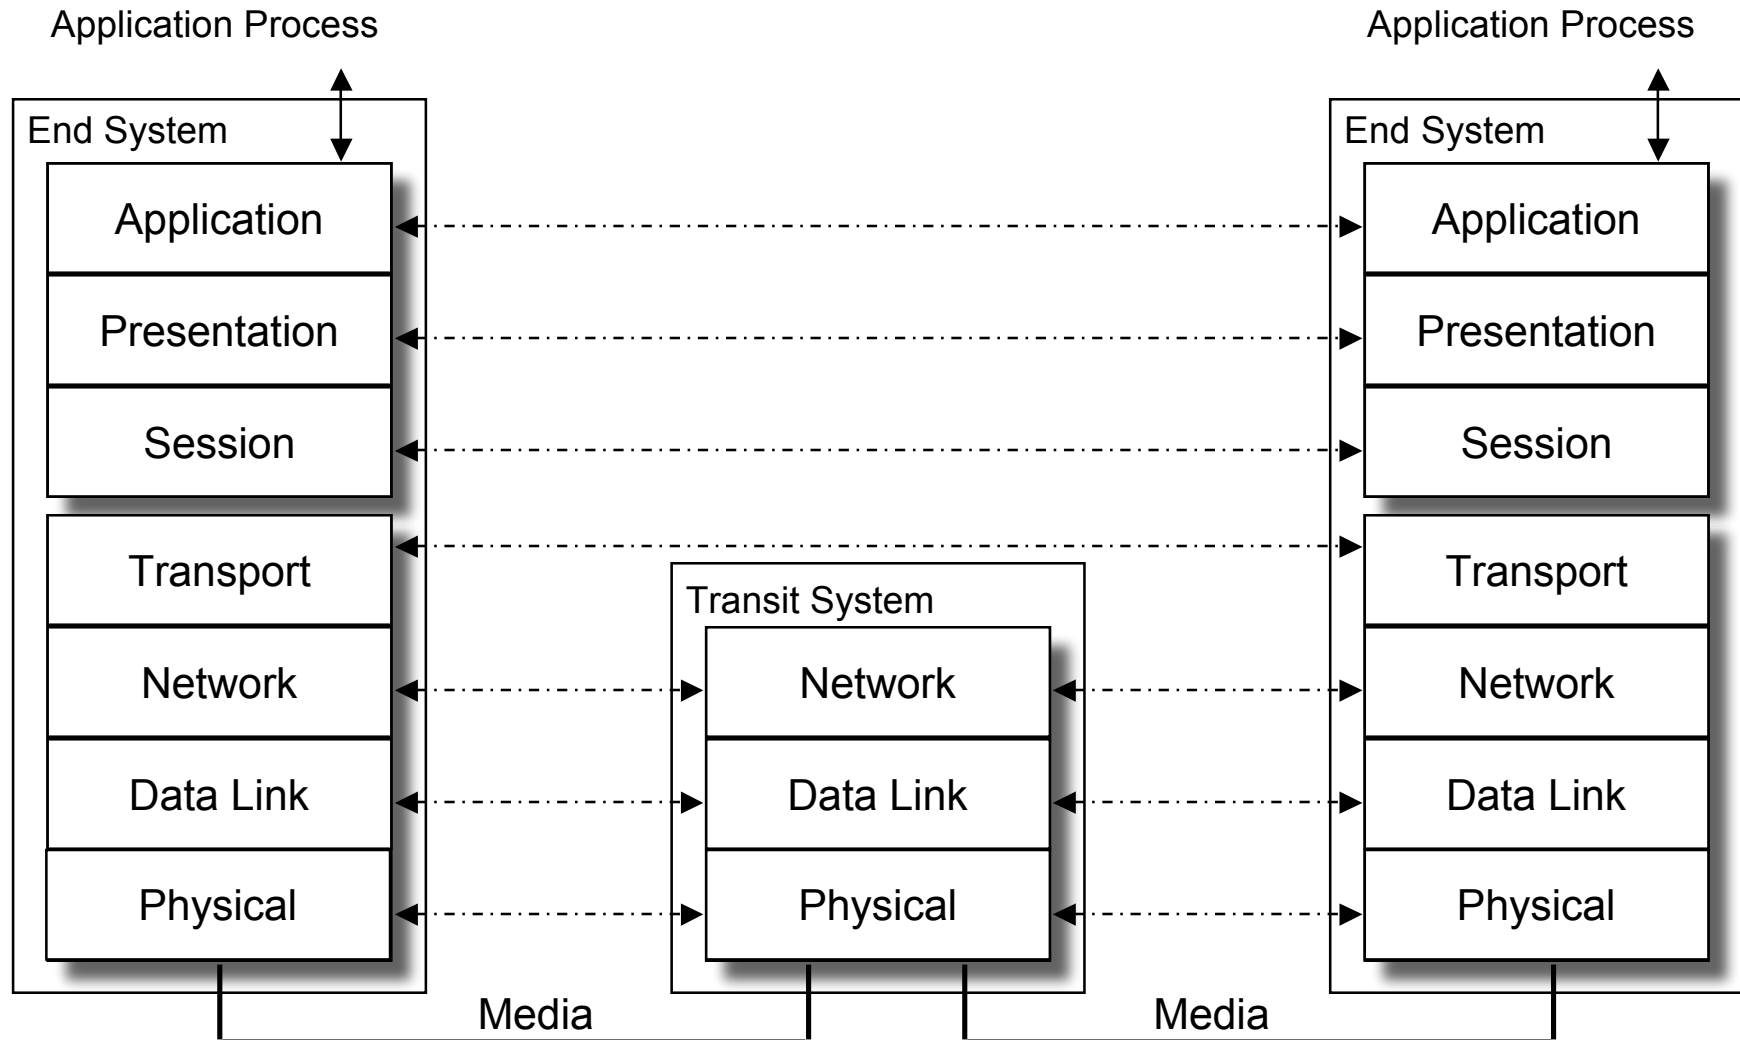 Application Process
End System
Application
Presentation
Session
Transport
Network
Data Link
Physical
Transit System
Network
Data Link
Physical
Application Process
End System
Application
Presentation
Session
Transport
Network
Data Link
Physical
Media
Media